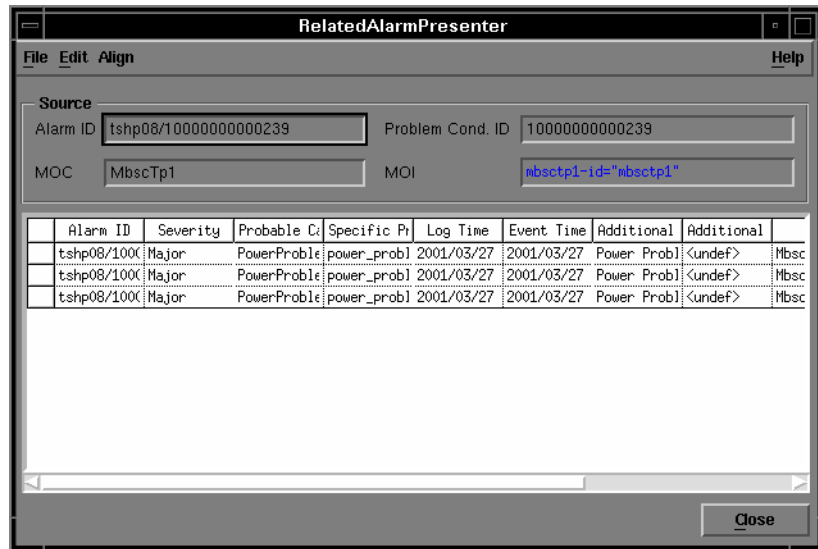 RelatedAlarmPresenter
File Edit Align Help
Source
Alarm ID tshp08/10000000000239 Problem Cond. ID 10000000000239
MOC MbscTp1 MOI mbsctp1-id="mbsctp1"
Alarm ID Severity Probable Ca Specific Pr Log Time Event Time Additional Additional
tshp08/100( Major PowerProble power_probl 2001/03/27 2001/03/27 Power Probl <undef> Mbsc
tshp08/100( Major PowerProble power_probl 2001/03/27 2001/03/27 Power Probl <undef> Mbsc
tshp08/100( Major PowerProble power_probl 2001/03/27 2001/03/27 Power Probl <undef> Mbsc
Close